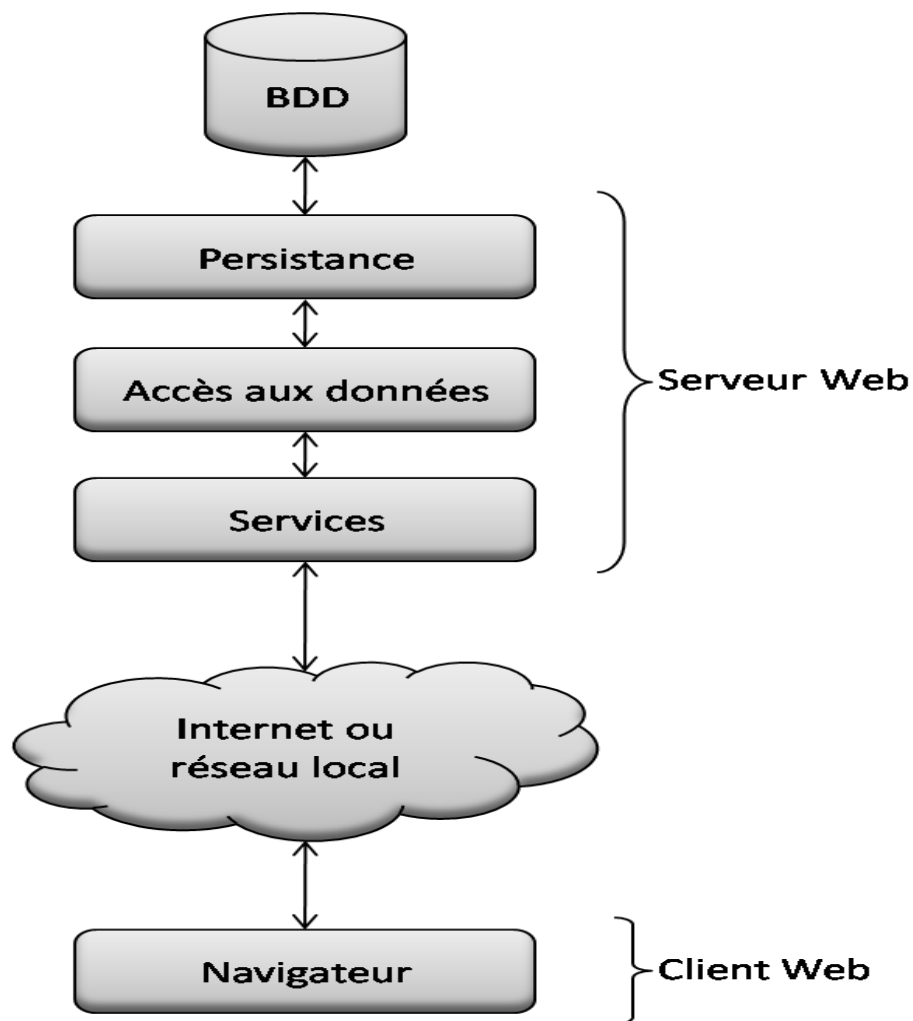 BDD
Persistance
Accès aux données
Serveur Web
Services
Internet ou
réseau local
Navigateur
Client Web